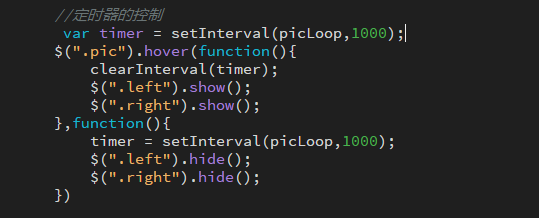 //定时器的控制
var timer = setInterval(picLoop,1000);
$(".pic").hover(function(){
clearInterval(timer);
$(".left").show();
$(".right").show();
},function(){
timer = setInterval(picLoop,1000);
$(".left").hide();
$(".right").hide();
})